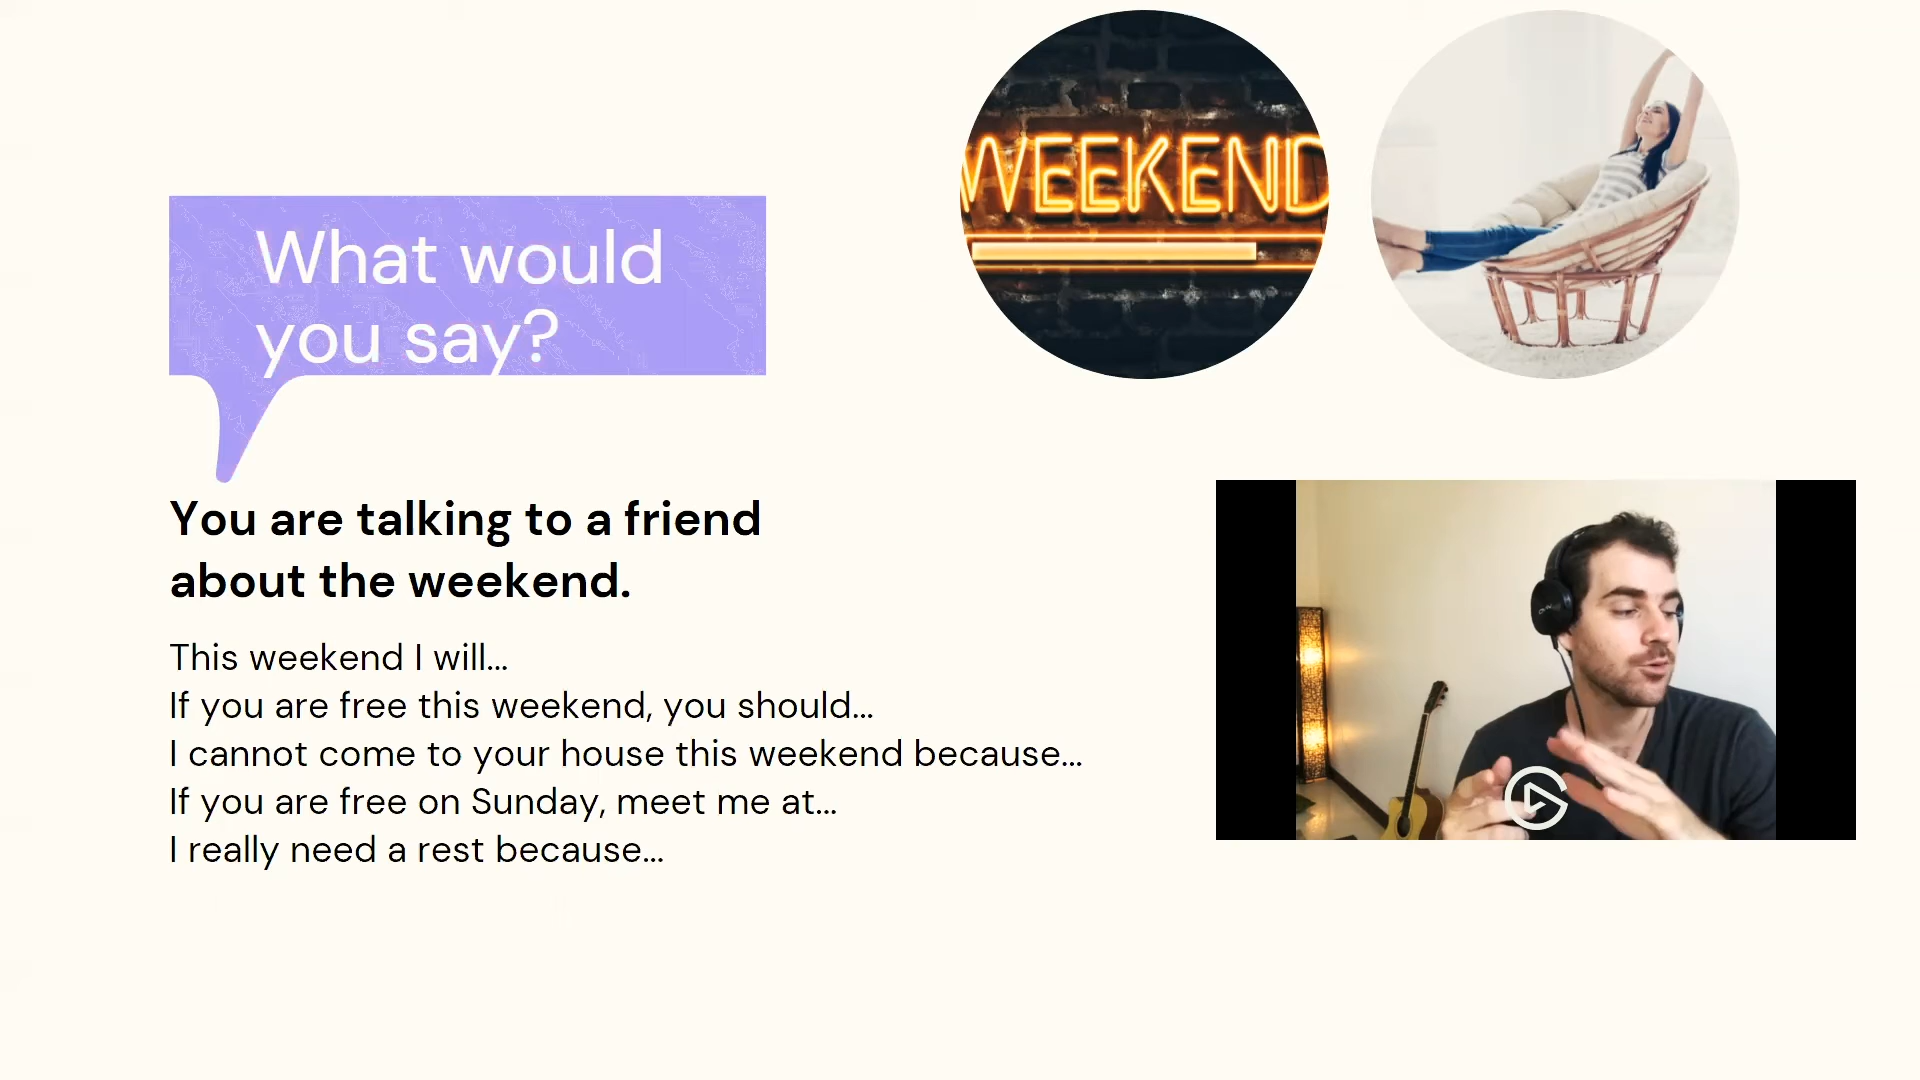 WEEKEND
What would
you say?
You are talking to a friend
about the weekend.
This weekend I will...
If you are free this weekend, you should...
I cannot come to your house this weekend because...
If you are free on Sunday, meet me at...
I really need a rest because...